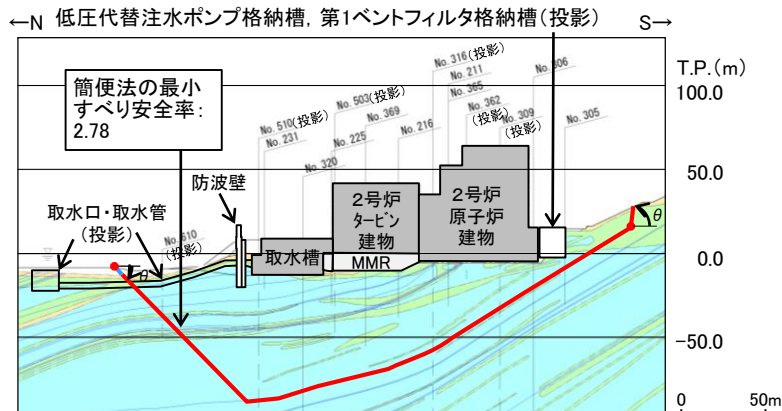 ←N 低圧代替注水ポンプ格納槽, 第1ベントフィルタ格納槽(投影) S→
T.P.(m)
簡便法の最小
すべり安全率:
2.78
No. 316(投影)
No. 211
No. 365
No. 362
(投影)
No. 309
(投影)
No. 306
No. 305
No. 503(投影)
No. 369
No. 225
No. 216
No. 510(投影)
No. 231
No. 320
100.0
50.0
0.0
-50.0
防波壁
取水口・取水管
(投影)
No. 610
(投影)
2号炉
タービン
建物
2号炉
原子炉
建物
取水槽
MMR
θ
θ
0 50m